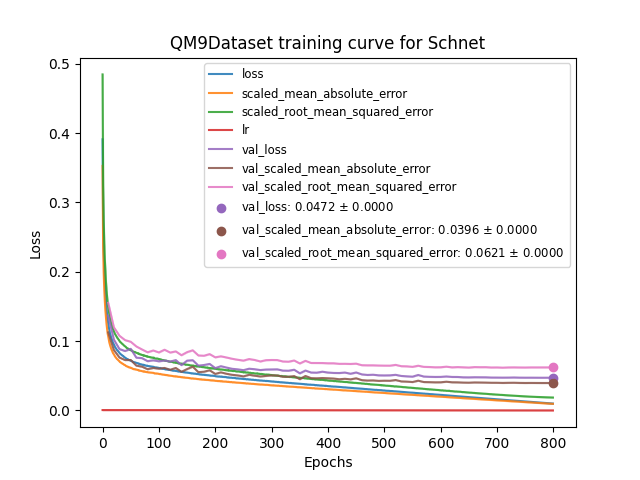 QM9Dataset training curve for Schnet
0.5
0.4
0.3
0.2
0.1
0.0
Loss
loss
scaled_mean_absolute_error
scaled_root_mean_squared_error
lr
val_loss
val_scaled_mean_absolute_error
val_scaled_root_mean_squared_error
val_loss: 0.0472 ± 0.0000
val_scaled_mean_absolute_error: 0.0396 ± 0.0000
val_scaled_root_mean_squared_error: 0.0621 ± 0.0000
0 100 200 300 400 500 600 700 800
Epochs